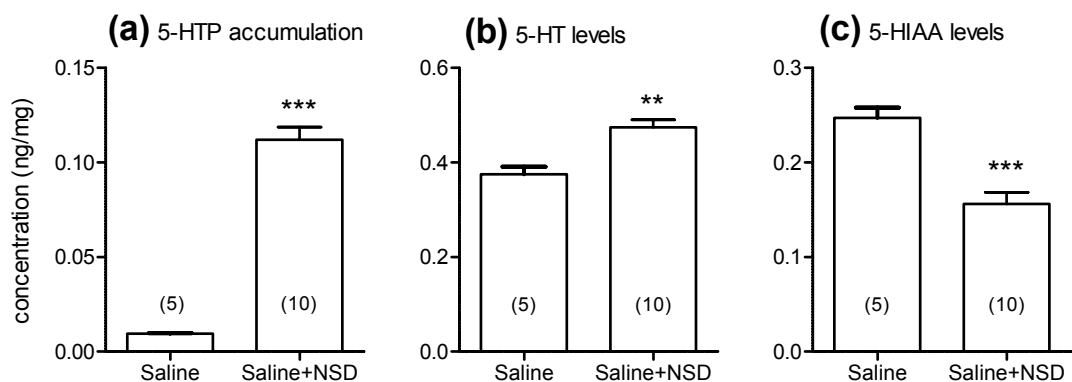 (a) 5-HTP accumulation
concentration (ng/mg)
0.15
0.10
0.05
0.00
***
(5)
(10)
Saline
Saline+NSD
(b) 5-HT levels
0.6
0.4
0.2
0.0
**
(5)
(10)
Saline
Saline+NSD
(c) 5-HIAA levels
0.3
0.2
0.1
0.0
***
(5)
(10)
Saline
Saline+NSD